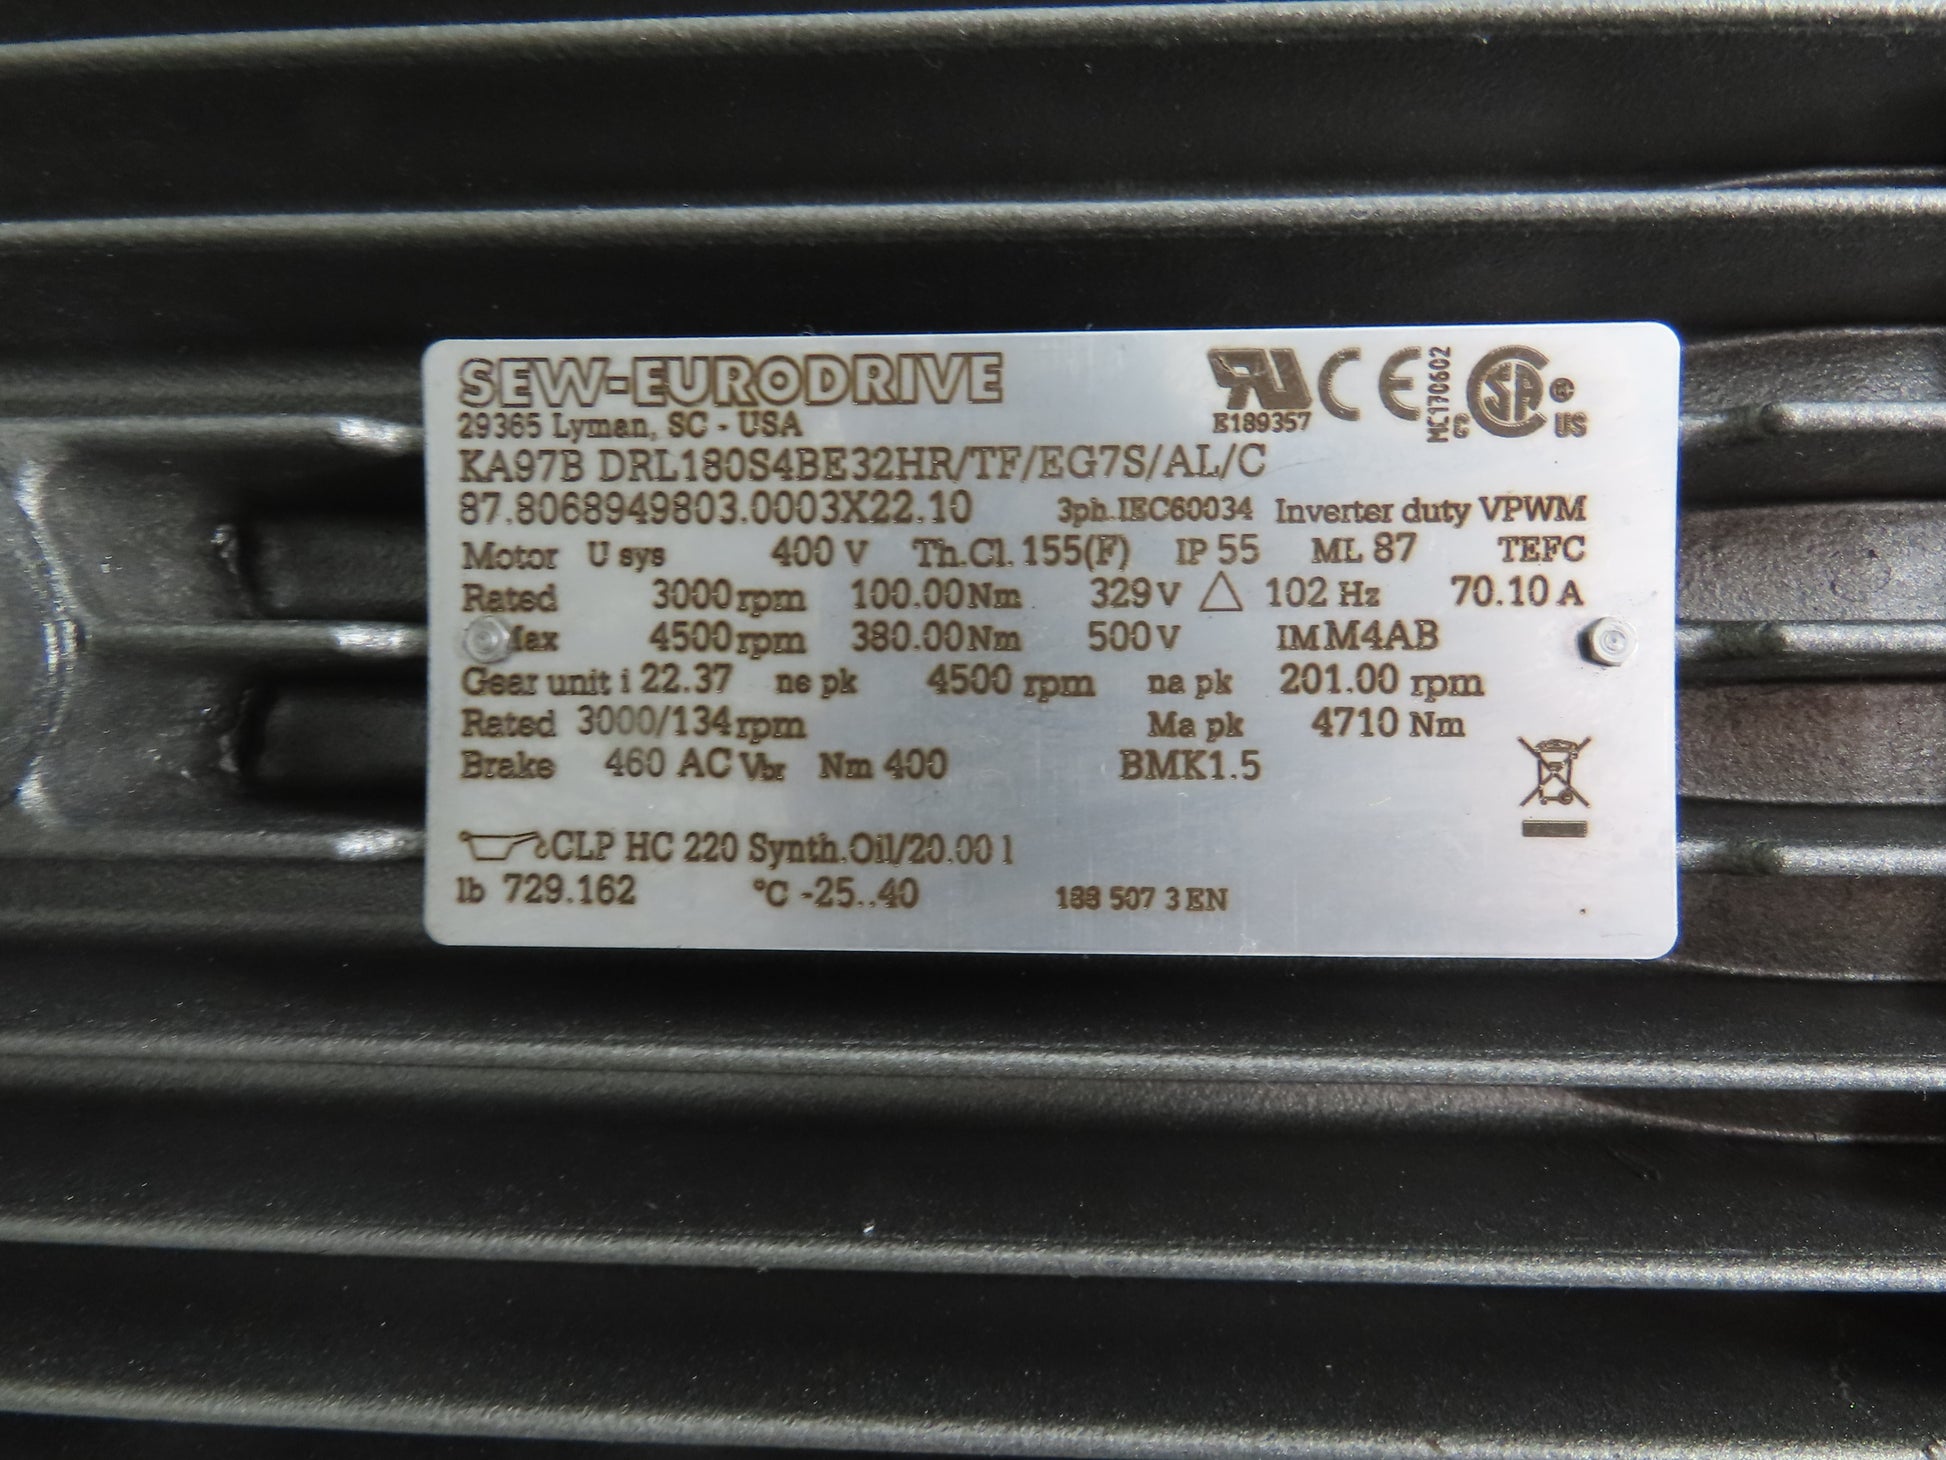 SEW-EURODRIVE
29365 Lyman, SC - USA
E189357
MC170602
C SA ® US
KA97B DRL180S4BE32HR/TF/EG7S/AL/C
87.8068949803.0003X22.10 3ph.IEC60034 Inverter duty VPWM
Motor U sys 400 V Th.Cl. 155(F) IP 55 ML 87 TEFC
Rated 3000 rpm 100.00 Nm 329 V △ 102 Hz 70.10 A
Max 4500 rpm 380.00 Nm 500 V IM M4AB
Gear unit i 22.37 ne pk 4500 rpm na pk 201.00 rpm
Rated 3000/134 rpm Ma pk 4710 Nm
Brake 460 AC Vbr Nm 400 BMK1.5
CLP HC 220 Synth.Oil/20.00 l
lb 729.162 °C -25..40 188 507 3 EN